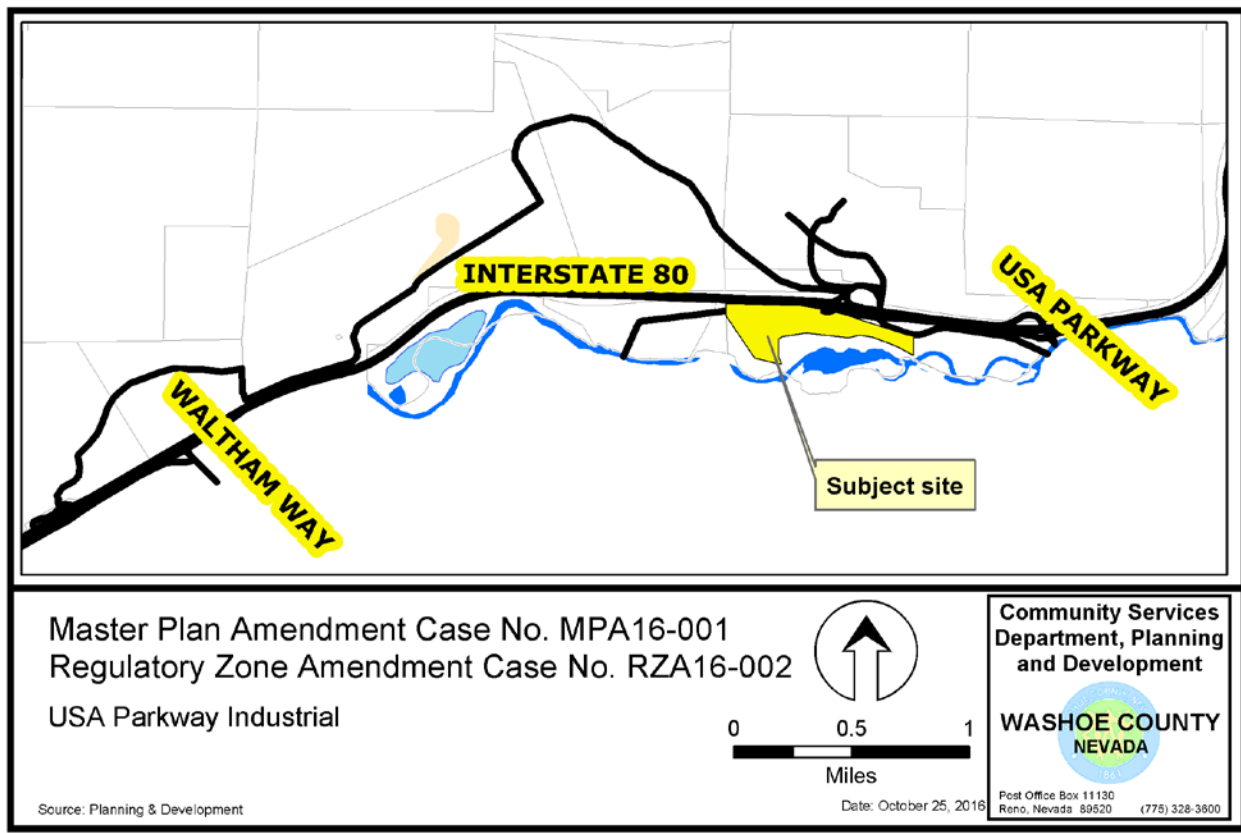 INTERSTATE 80
USA PARKWAY
WALTHAM WAY
Subject site
Master Plan Amendment Case No. MPA16-001
Regulatory Zone Amendment Case No. RZA16-002
USA Parkway Industrial
0 0.5 1
Miles
Source: Planning & Development
Date: October 25, 2016
Community Services
Department, Planning
and Development
WASHOE COUNTY
NEVADA
1861
Post Office Box 11130
Reno, Nevada 89520 (775) 328-3600